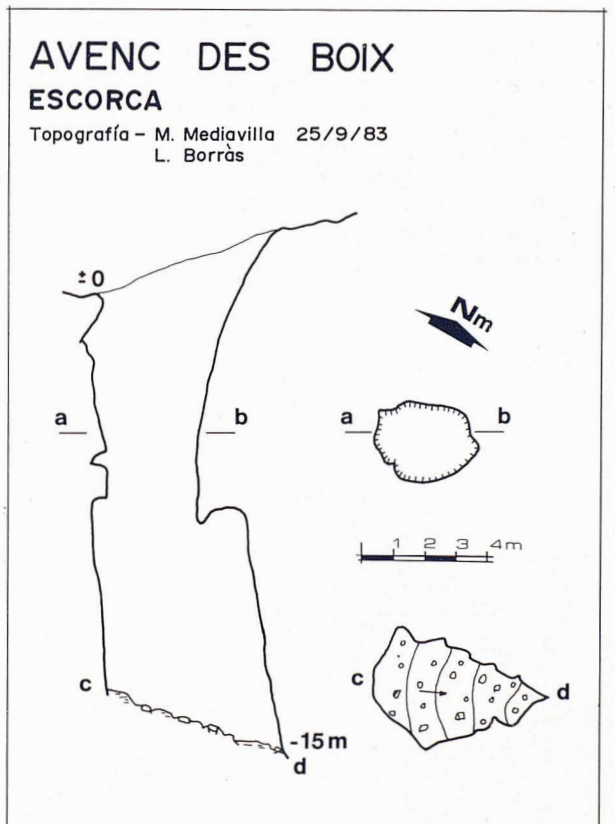 AVENC DES BOIX
ESCORCA
Topografía – M. Mediavilla 25/9/83
L. Borràs
±0
Nm
a b
a b
1 2 3 4m
c
c d
-15m
d